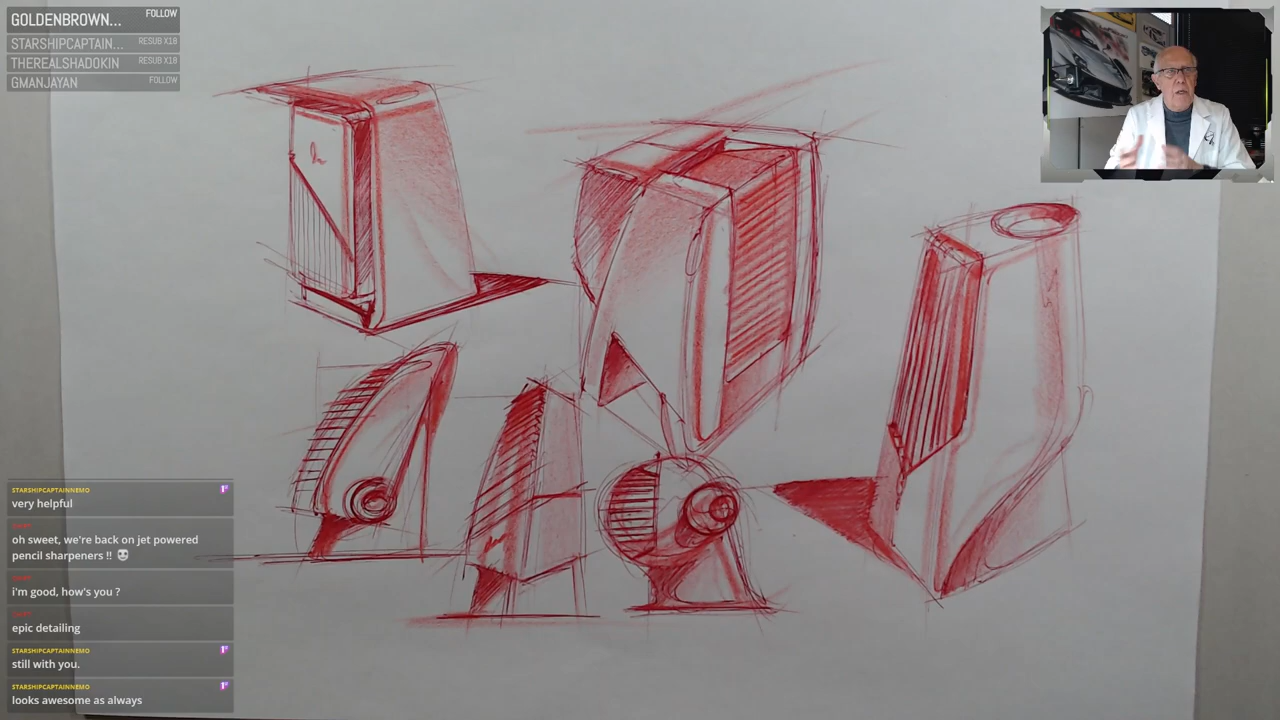 GOLDENBROWN...
FOLLOW
STARSHIPCAPTAIN...
RESUB X18
THEREALSHADOKIN
RESUB X18
GMANJAYAN
FOLLOW
STARSHIPCAPTAINNEMO
very helpful
oh sweet, we're back on jet powered
pencil sharpeners !!
i'm good, how's you ?
epic detailing
STARSHIPCAPTAINNEMO
still with you.
STARSHIPCAPTAINNEMO
looks awesome as always